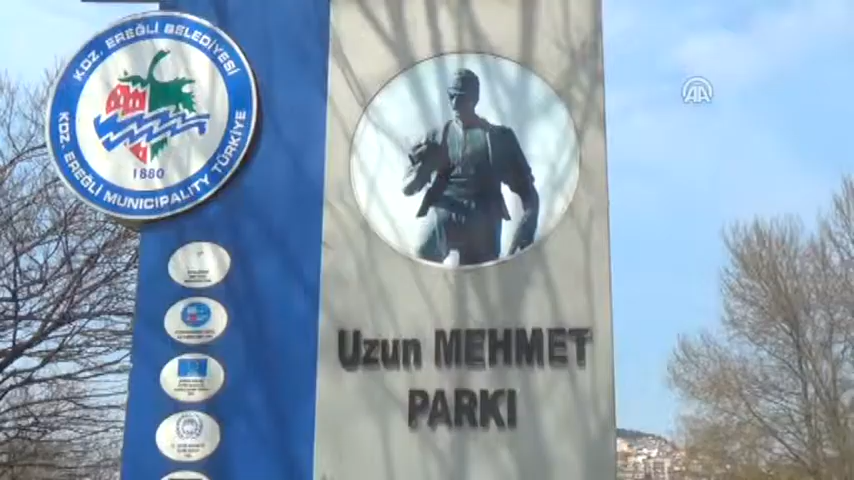 KDZ. EREĞLİ BELEDİYESİ
1880
KDZ. EREĞLİ MUNICIPALITY TÜRKİYE
AA
Uzun MEHMET
PARKI